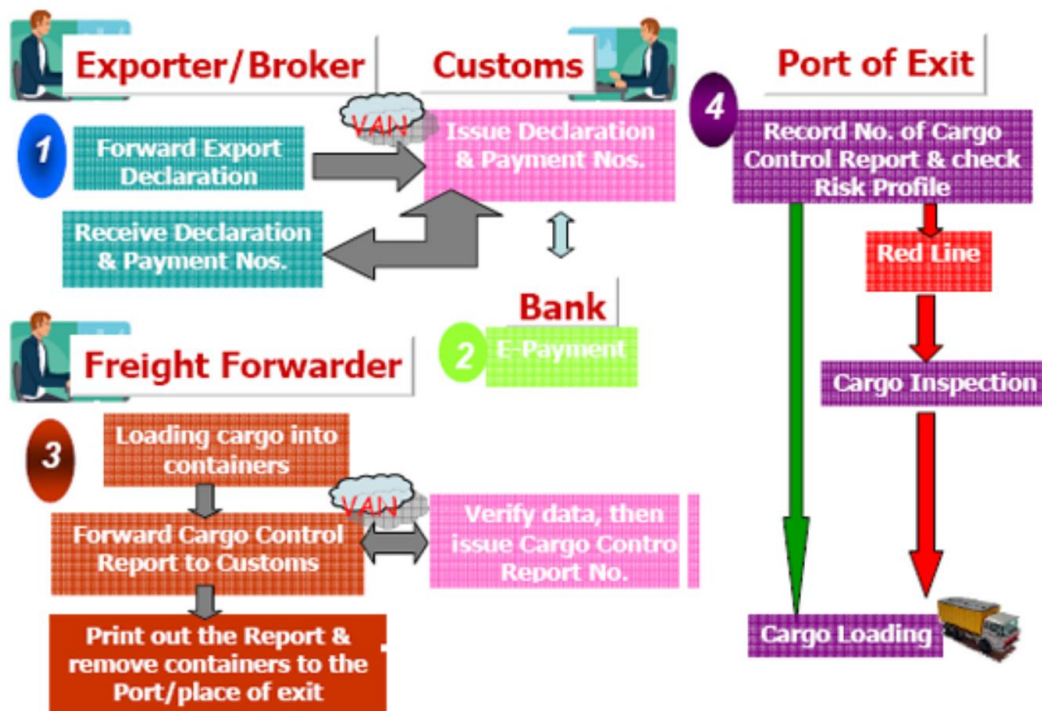 Exporter/Broker
Customs
VAN
1
Forward Export
Declaration
Issue Declaration
& Payment Nos.
Receive Declaration
& Payment Nos.
Bank
2
E-Payment
Freight Forwarder
3
Loading cargo into
containers
VAN
Forward Cargo Control
Report to Customs
Verify data, then
issue Cargo Contro
Report No.
Print out the Report &
remove containers to the
Port/place of exit
Port of Exit
4
Record No. of Cargo
Control Report & check
Risk Profile
Red Line
Cargo Inspection
Cargo Loading